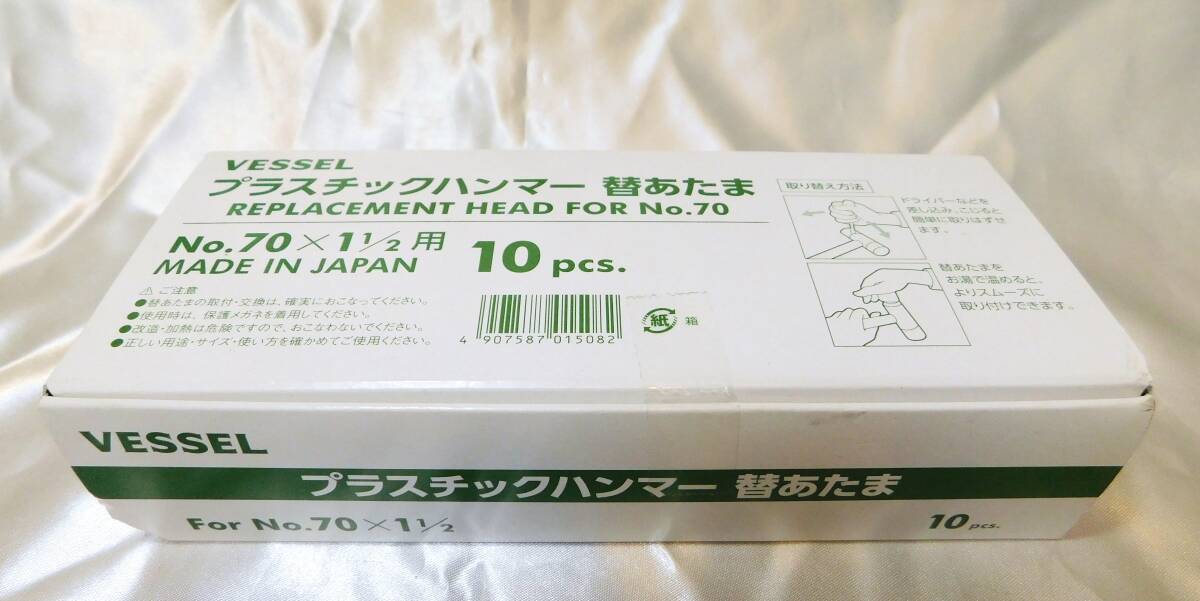 VESSEL
プラスチックハンマー 替あたま
REPLACEMENT HEAD FOR No.70
No.70×1 1/2 用
MADE IN JAPAN
10 pcs.
⚠ ご注意
●替あたまの取付・交換は、確実におこなってください。
●使用時は、保護メガネを着用してください。
●改造・加熱は危険ですので、おこなわないでください。
●正しい用途・サイズ・使い方を確かめてご使用ください。
4 907587 015082
紙 箱
取り替え方法
ドライバーなどを
差し込み、こじると
簡単に取りはずせ
ます。
替あたまを
お湯で温めると、
よりスムーズに
取り付けできます。
VESSEL
プラスチックハンマー 替あたま
For No.70×1 1/2
10 pcs.